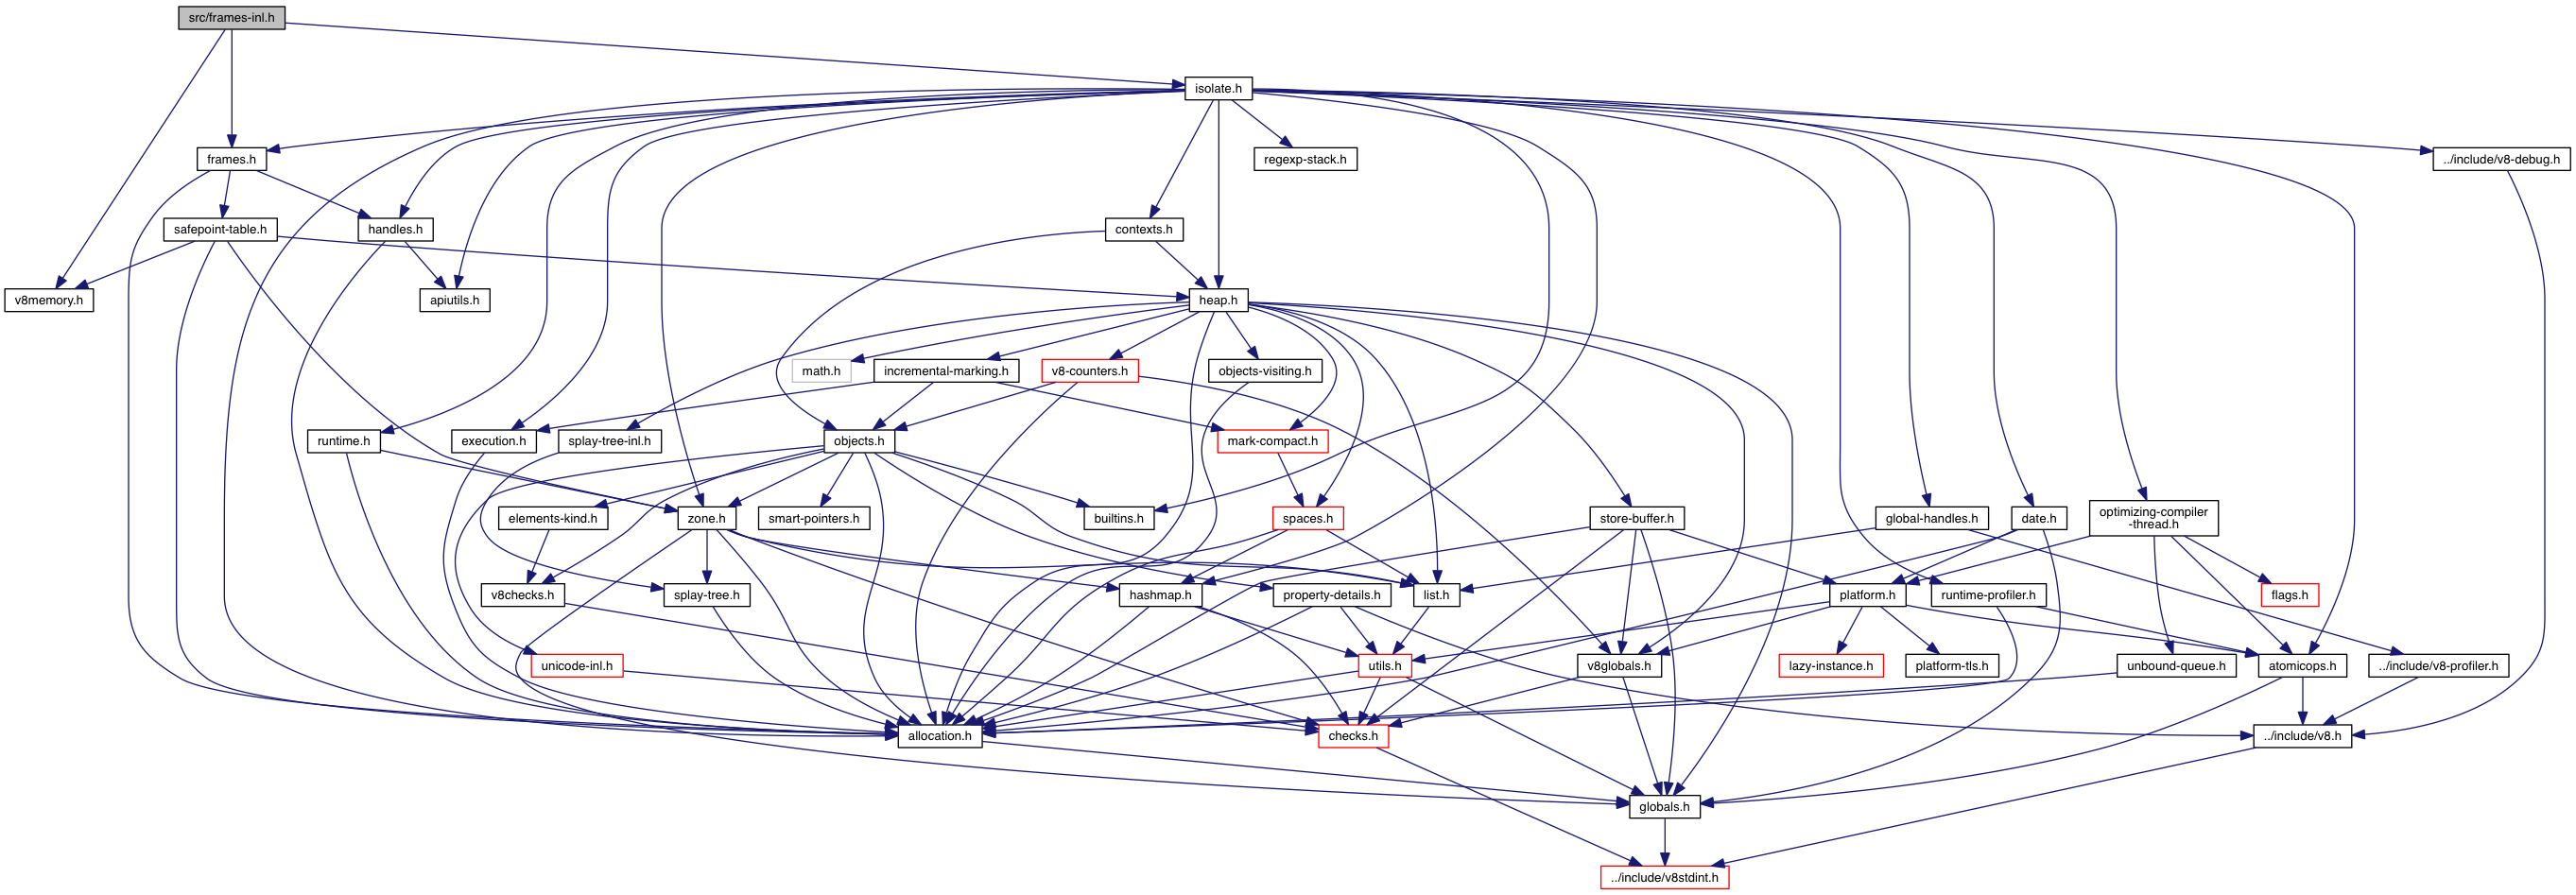 src/frames-inl.h
isolate.h
frames.h
regexp-stack.h
../include/v8-debug.h
safepoint-table.h
handles.h
contexts.h
v8memory.h
apiutils.h
heap.h
math.h
incremental-marking.h
v8-counters.h
objects-visiting.h
runtime.h
execution.h
splay-tree-inl.h
objects.h
mark-compact.h
elements-kind.h
zone.h
smart-pointers.h
builtins.h
spaces.h
store-buffer.h
global-handles.h
date.h
optimizing-compiler
-thread.h
v8checks.h
splay-tree.h
hashmap.h
property-details.h
list.h
platform.h
runtime-profiler.h
flags.h
unicode-inl.h
utils.h
v8globals.h
lazy-instance.h
platform-tls.h
unbound-queue.h
atomicops.h
../include/v8-profiler.h
allocation.h
checks.h
../include/v8.h
globals.h
../include/v8stdint.h